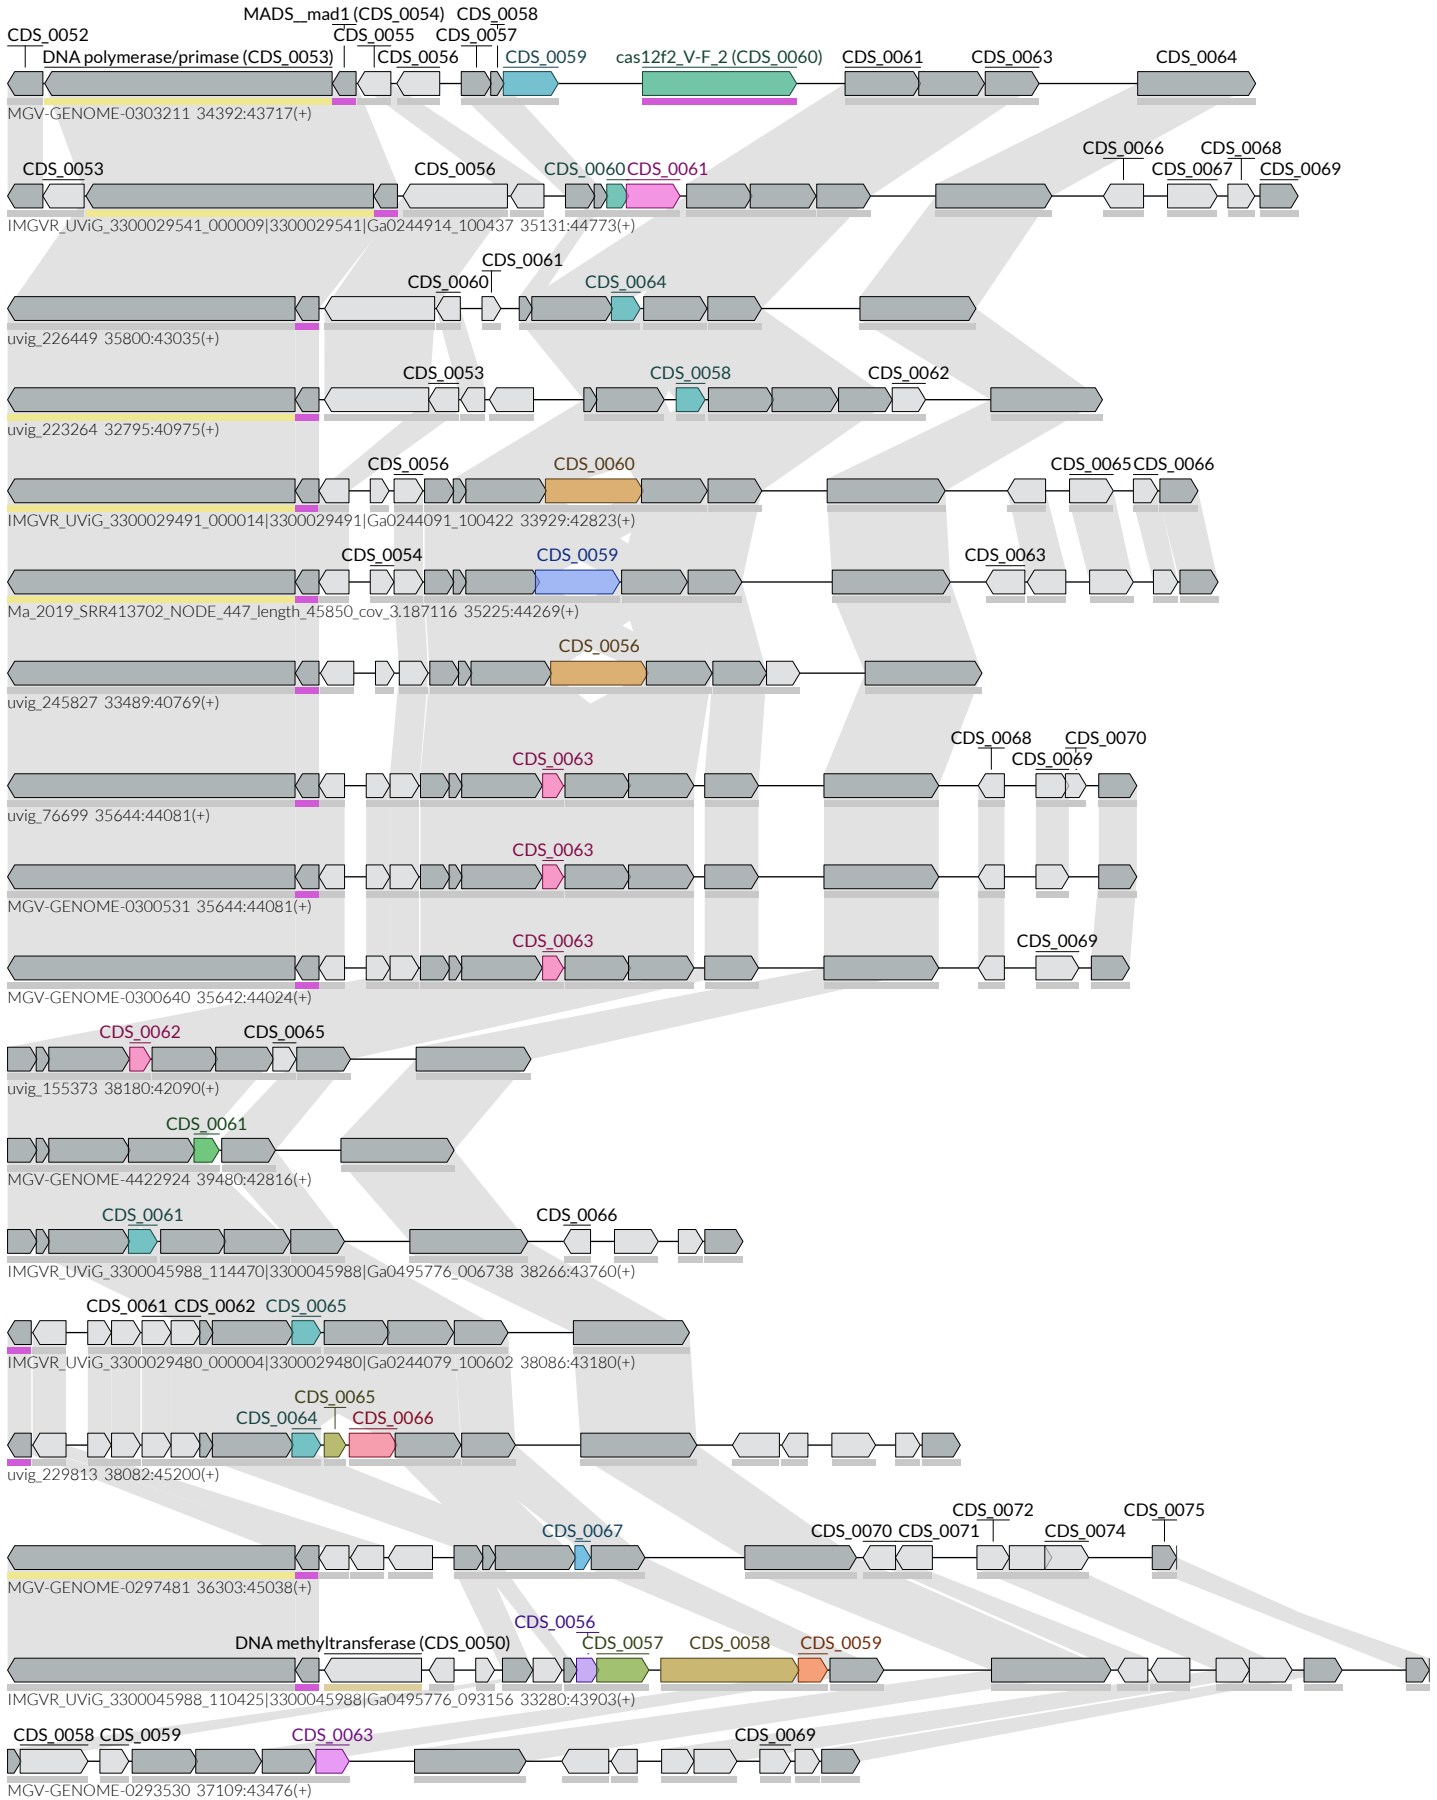 MADS__mad1 (CDS_0054) CDS_0058
CDS_0052 CDS_0055 CDS_0057
DNA polymerase/primase (CDS_0053) CDS_0056 CDS_0059 cas12f2_V-F_2 (CDS_0060) CDS_0061 CDS_0063 CDS_0064
MGV-GENOME-0303211 34392:43717(+)
CDS_0066 CDS_0068
CDS_0053 CDS_0056 CDS_0060 CDS_0061 CDS_0067 CDS_0069
IMGVR_UViG_3300029541_000009|3300029541|Ga0244914_100437 35131:44773(+)
CDS_0061
CDS_0060 CDS_0064
uvig_226449 35800:43035(+)
CDS_0053 CDS_0058 CDS_0062
uvig_223264 32795:40975(+)
CDS_0056 CDS_0060 CDS_0065 CDS_0066
IMGVR_UViG_3300029491_000014|3300029491|Ga0244091_100422 33929:42823(+)
CDS_0054 CDS_0059 CDS_0063
Ma_2019_SRR413702_NODE_447_length_45850_cov_3.187116 35225:44269(+)
CDS_0056
uvig_245827 33489:40769(+)
CDS_0068 CDS_0070
CDS_0063 CDS_0069
uvig_76699 35644:44081(+)
CDS_0063
MGV-GENOME-0300531 35644:44081(+)
CDS_0063 CDS_0069
MGV-GENOME-0300640 35642:44024(+)
CDS_0062 CDS_0065
uvig_155373 38180:42090(+)
CDS_0061
MGV-GENOME-4422924 39480:42816(+)
CDS_0061 CDS_0066
IMGVR_UViG_3300045988_114470|3300045988|Ga0495776_006738 38266:43760(+)
CDS_0061 CDS_0062 CDS_0065
IMGVR_UViG_3300029480_000004|3300029480|Ga0244079_100602 38086:43180(+)
CDS_0065
CDS_0064 CDS_0066
uvig_229813 38082:45200(+)
CDS_0072 CDS_0075
CDS_0067 CDS_0070 CDS_0071 CDS_0074
MGV-GENOME-0297481 36303:45038(+)
CDS_0056
DNA methyltransferase (CDS_0050) CDS_0057 CDS_0058 CDS_0059
IMGVR_UViG_3300045988_110425|3300045988|Ga0495776_093156 33280:43903(+)
CDS_0058 CDS_0059 CDS_0063 CDS_0069
MGV-GENOME-0293530 37109:43476(+)